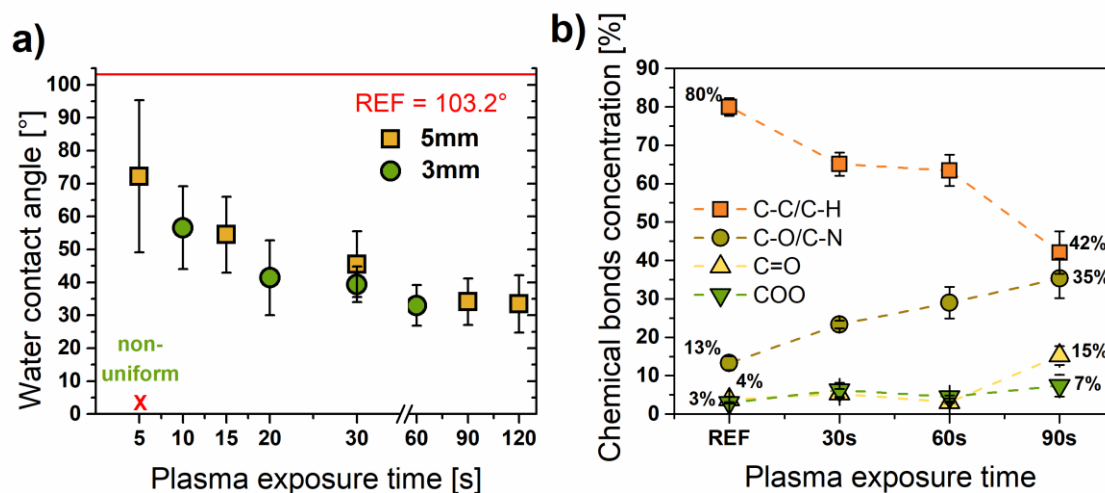 a)
Water contact angle [°]
100
90
80
70
60
50
40
30
20
10
0
REF = 103.2°
5mm
3mm
non-
uniform
X
5 10 15 20 30 60 90 120
Plasma exposure time [s]
b)
Chemical bonds concentration [%]
90
80
70
60
50
40
30
20
10
0
80%
C-C/C-H
C-O/C-N
C=O
COO
42%
35%
13%
15%
4%
3%
7%
REF 30s 60s 90s
Plasma exposure time